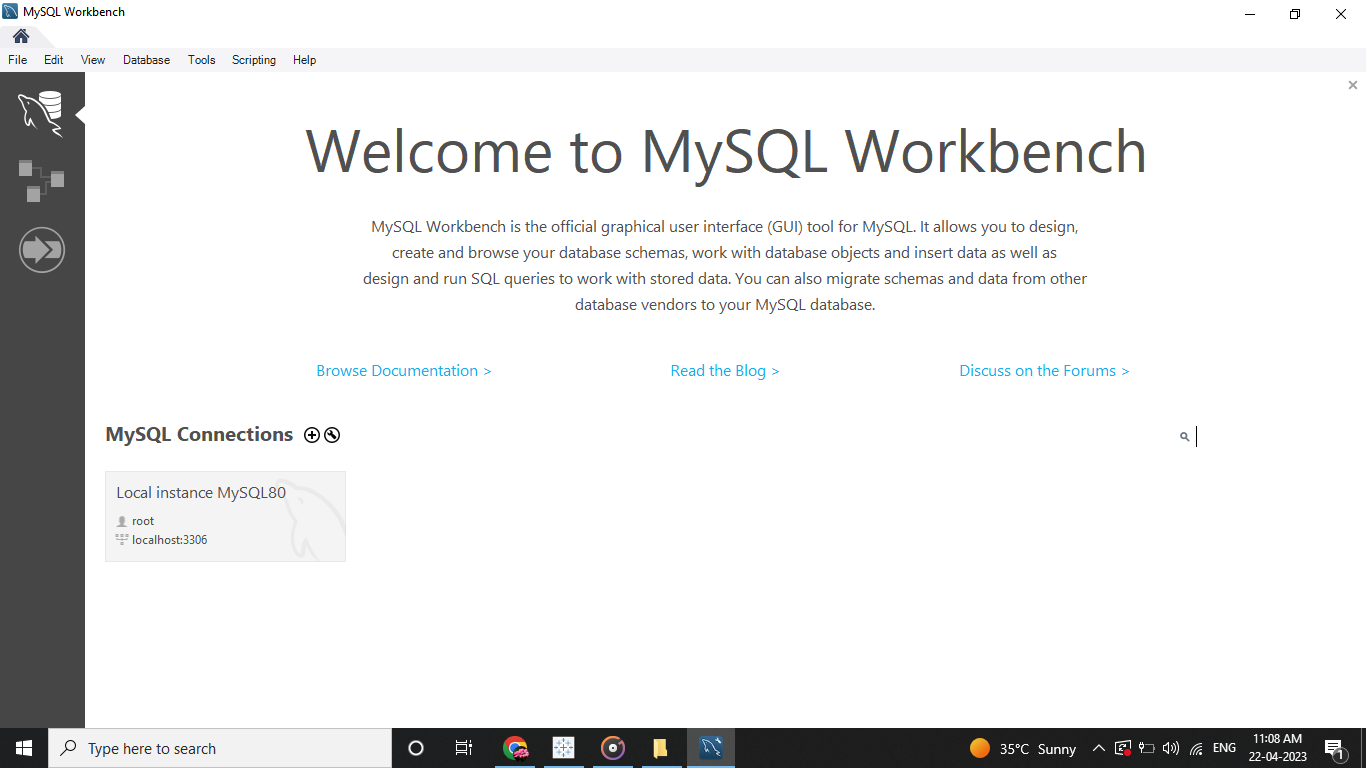 MySQL Workbench
File Edit View Database Tools Scripting Help
Welcome to MySQL Workbench
MySQL Workbench is the official graphical user interface (GUI) tool for MySQL. It allows you to design,
create and browse your database schemas, work with database objects and insert data as well as
design and run SQL queries to work with stored data. You can also migrate schemas and data from other
database vendors to your MySQL database.
Browse Documentation > Read the Blog > Discuss on the Forums >
MySQL Connections
Local instance MySQL80
root
localhost:3306
Type here to search
35°C Sunny
ENG
11:08 AM
22-04-2023
1